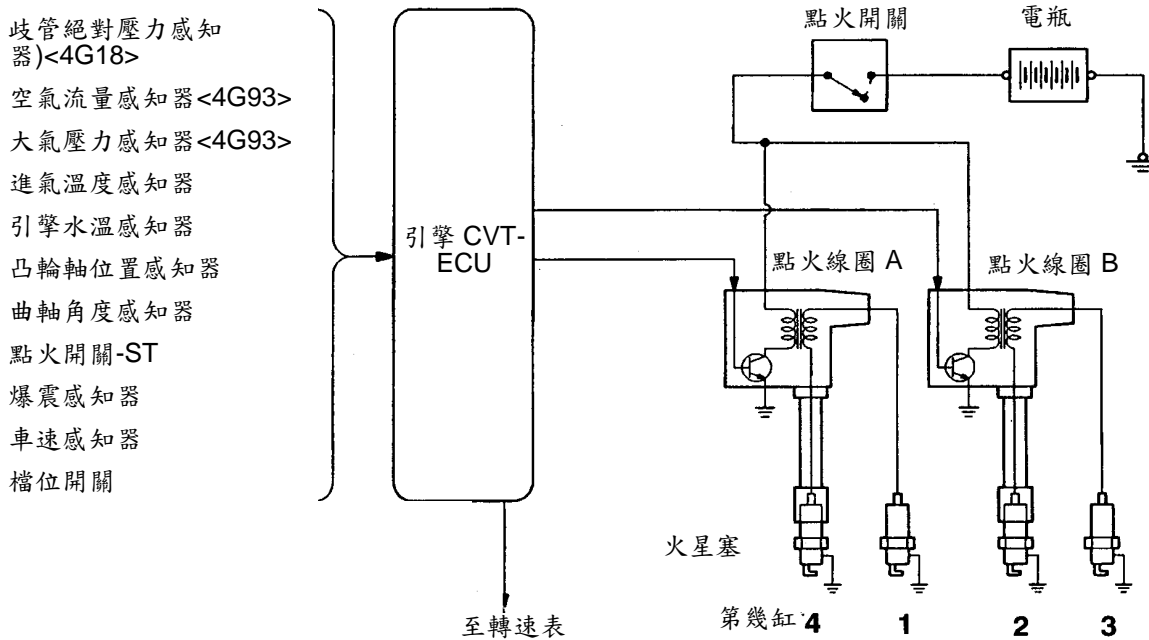 歧管絕對壓力感知
器)<4G18>
空氣流量感知器<4G93>
大氣壓力感知器<4G93>
進氣溫度感知器
引擎水溫感知器
凸輪軸位置感知器
曲軸角度感知器
點火開關-ST
爆震感知器
車速感知器
檔位開關
引擎 CVT-
ECU
至轉速表
點火開關
電瓶
點火線圈 A
點火線圈 B
火星塞
第幾缸 4 1 2 3